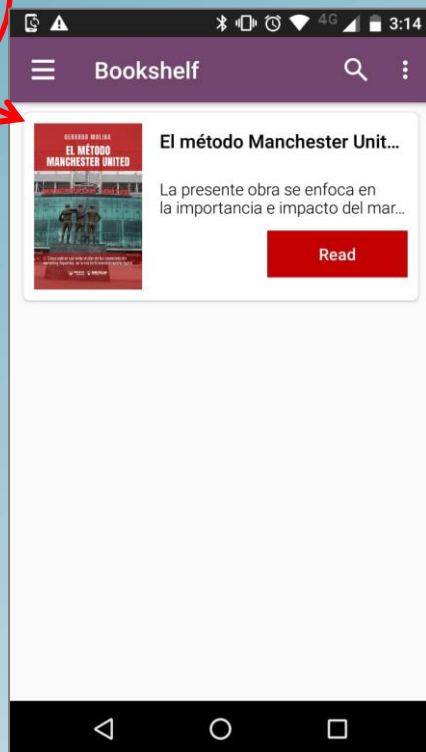 4G 3:14
Bookshelf
GERARDO MOLINA
EL MÉTODO
MANCHESTER UNITED
El método Manchester Unit...
La presente obra se enfoca en
la importancia e impacto del mar...
Read